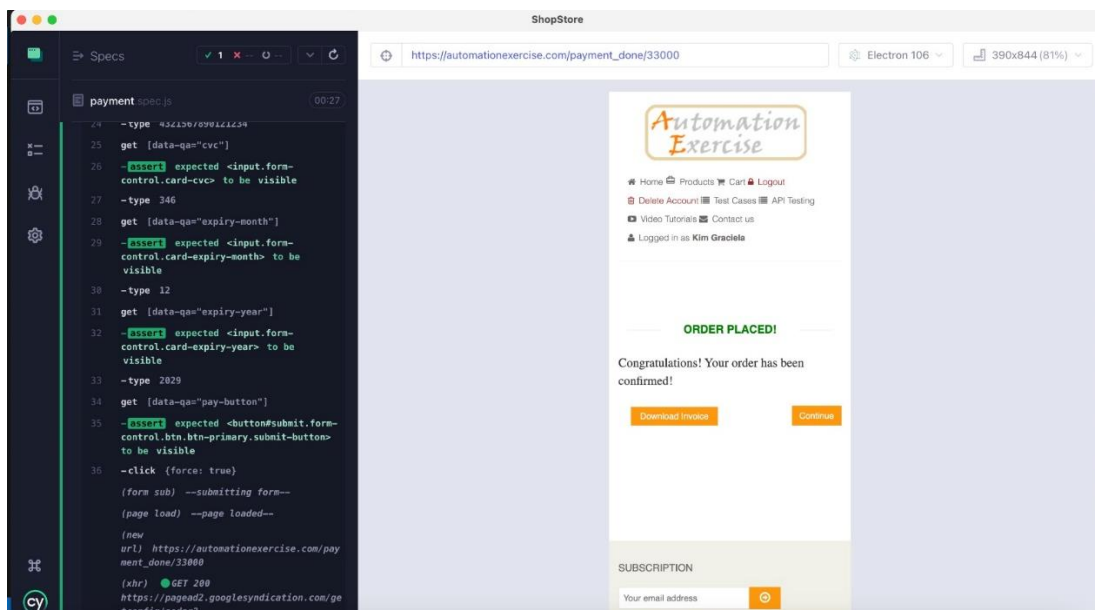 ShopStore
Specs
1 -- --
https://automationexercise.com/payment_done/33000
Electron 106
390x844 (81%)
payment.spec.js
00:27
24 -type 4321567890121234
25 get [data-qa="cvc"]
26 -assert expected <input.form-
control.card-cvc> to be visible
27 -type 346
28 get [data-qa="expiry-month"]
29 -assert expected <input.form-
control.card-expiry-month> to be
visible
30 -type 12
31 get [data-qa="expiry-year"]
32 -assert expected <input.form-
control.card-expiry-year> to be
visible
33 -type 2029
34 get [data-qa="pay-button"]
35 -assert expected <button#submit.form-
control.btn.btn-primary.submit-button>
to be visible
36 -click {force: true}
(form sub) --submitting form--
(page load) --page loaded--
(new
url) https://automationexercise.com/pay
ment_done/33000
(xhr) GET 200
https://pagead2.googlesyndication.com/ge
cy
Automation
Exercise
Home Products Cart Logout
Delete Account Test Cases API Testing
Video Tutorials Contact us
Logged in as Kim Graciela
ORDER PLACED!
Congratulations! Your order has been
confirmed!
Download Invoice Continue
SUBSCRIPTION
Your email address